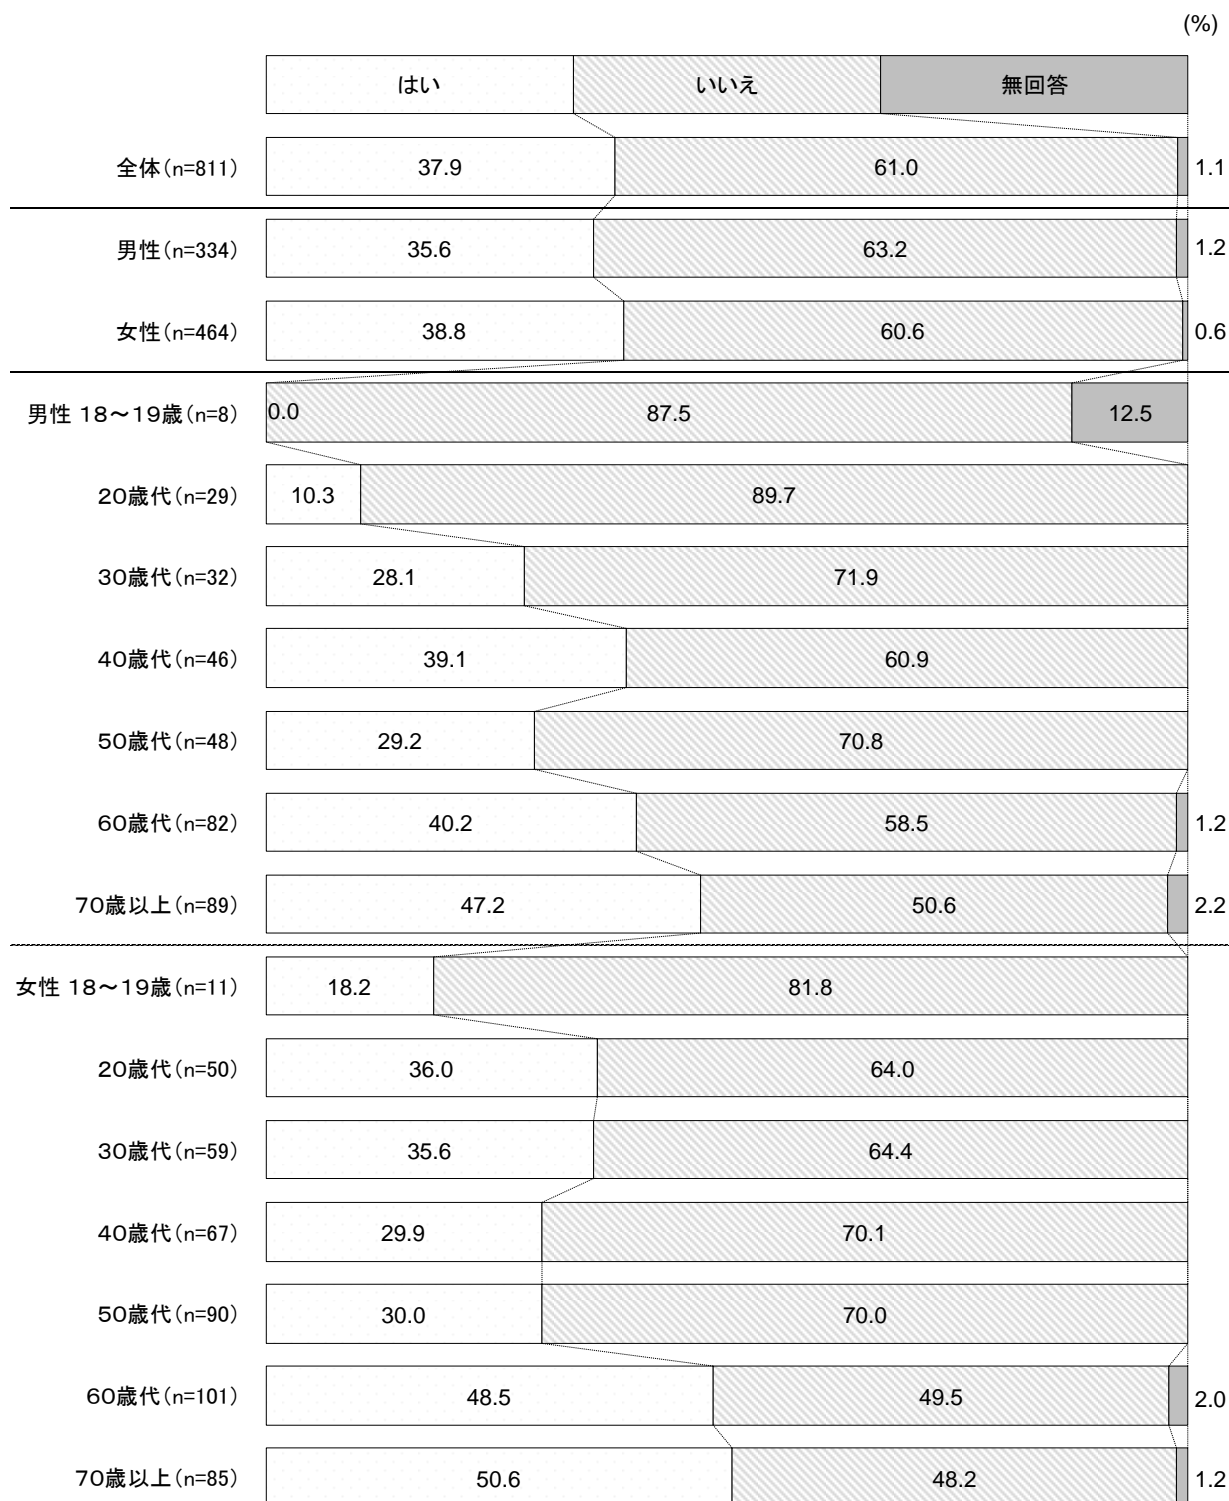 (%)
はい いいえ 無回答
全体(n=811) 37.9 61.0 1.1
男性(n=334) 35.6 63.2 1.2
女性(n=464) 38.8 60.6 0.6
男性 18～19歳(n=8) 0.0 87.5 12.5
20歳代(n=29) 10.3 89.7
30歳代(n=32) 28.1 71.9
40歳代(n=46) 39.1 60.9
50歳代(n=48) 29.2 70.8
60歳代(n=82) 40.2 58.5 1.2
70歳以上(n=89) 47.2 50.6 2.2
女性 18～19歳(n=11) 18.2 81.8
20歳代(n=50) 36.0 64.0
30歳代(n=59) 35.6 64.4
40歳代(n=67) 29.9 70.1
50歳代(n=90) 30.0 70.0
60歳代(n=101) 48.5 49.5 2.0
70歳以上(n=85) 50.6 48.2 1.2